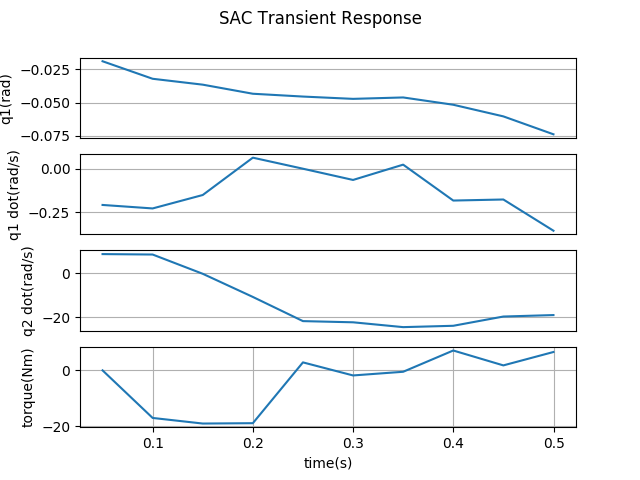 SAC Transient Response
q1(rad)
−0.025
−0.050
−0.075
q1 dot(rad/s)
0.00
−0.25
q2 dot(rad/s)
0
−20
torque(Nm)
0
−20
0.1 0.2 0.3 0.4 0.5
time(s)